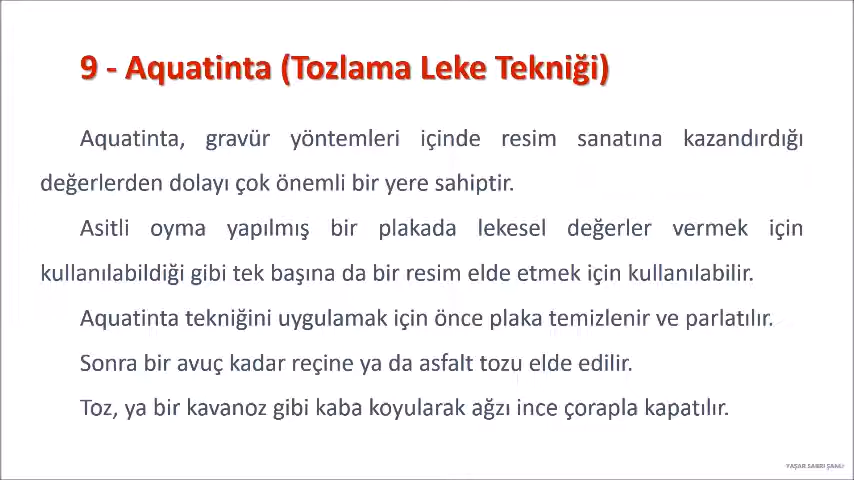 9 - Aquatinta (Tozlama Leke Tekniği)
Aquatinta, gravür yöntemleri içinde resim sanatına kazandırdığı
değerlerden dolayı çok önemli bir yere sahiptir.
Asitli oyma yapılmış bir plakada lekesel değerler vermek için
kullanılabildiği gibi tek başına da bir resim elde etmek için kullanılabilir.
Aquatinta tekniğini uygulamak için önce plaka temizlenir ve parlatılır.
Sonra bir avuç kadar reçine ya da asfalt tozu elde edilir.
Toz, ya bir kavanoz gibi kaba koyularak ağzı ince çorapla kapatılır.
YAŞAR SABRİ ŞANLI